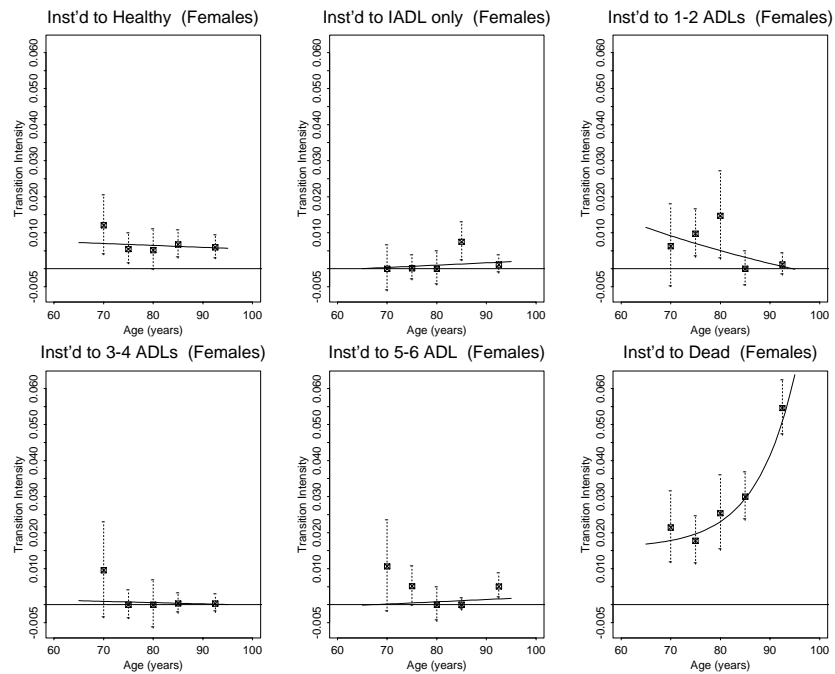 Inst'd to Healthy (Females)
Transition Intensity
-0.005 0.010 0.020 0.030 0.040 0.050 0.060
60 70 80 90 100
Age (years)
Inst'd to IADL only (Females)
Transition Intensity
-0.005 0.010 0.020 0.030 0.040 0.050 0.060
60 70 80 90 100
Age (years)
Inst'd to 1-2 ADLs (Females)
Transition Intensity
-0.005 0.010 0.020 0.030 0.040 0.050 0.060
60 70 80 90 100
Age (years)
Inst'd to 3-4 ADLs (Females)
Transition Intensity
-0.005 0.010 0.020 0.030 0.040 0.050 0.060
60 70 80 90 100
Age (years)
Inst'd to 5-6 ADL (Females)
Transition Intensity
-0.005 0.010 0.020 0.030 0.040 0.050 0.060
60 70 80 90 100
Age (years)
Inst'd to Dead (Females)
Transition Intensity
-0.005 0.010 0.020 0.030 0.040 0.050 0.060
60 70 80 90 100
Age (years)